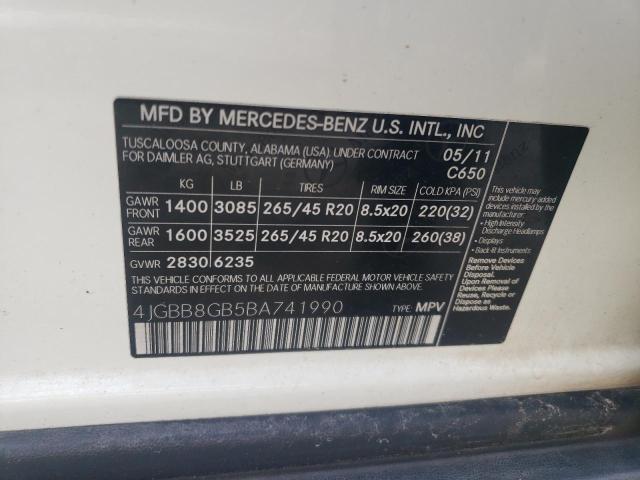 MFD BY MERCEDES-BENZ U.S. INTL., INC
TUSCALOOSA COUNTY, ALABAMA (USA). UNDER CONTRACT 05/11
FOR DAIMLER AG, STUTTGART (GERMANY) C650
KG LB TIRES RIM SIZE COLD KPA (PSI)
GAWR FRONT 1400 3085 265/45 R20 8.5x20 220(32)
GAWR REAR 1600 3525 265/45 R20 8.5x20 260(38)
GVWR 2830 6235
THIS VEHICLE CONFORMS TO ALL APPLICABLE FEDERAL MOTOR VEHICLE SAFETY
STANDARDS IN EFFECT ON THE DATE OF MANUFACTURE SHOWN ABOVE.
4JGBB8GB5BA741990 TYPE: MPV
This vehicle may
include mercury added
devices installed by the
manufacturer:
- High Intensity
Discharge Headlamps
- Displays
- Back-lit Instruments
Remove Devices
Before Vehicle
Disposal.
Upon Removal of
Devices Please
Reuse, Recycle or
Dispose as
Hazardous Waste.